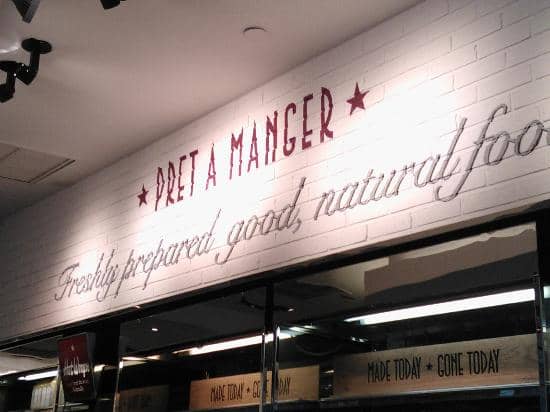 ★ PRET A MANGER ★
Freshly prepared good, natural foo
MADE TODAY ★ GONE TODAY
MADE TODAY ★ GONE TODAY